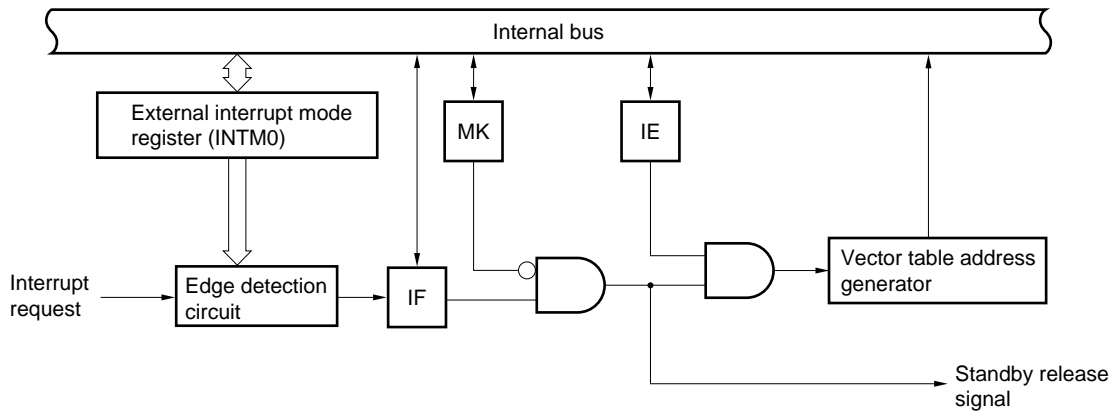 Internal bus
External interrupt mode
register (INTM0)
MK
IE
Interrupt
request
Edge detection
circuit
IF
Vector table address
generator
Standby release
signal